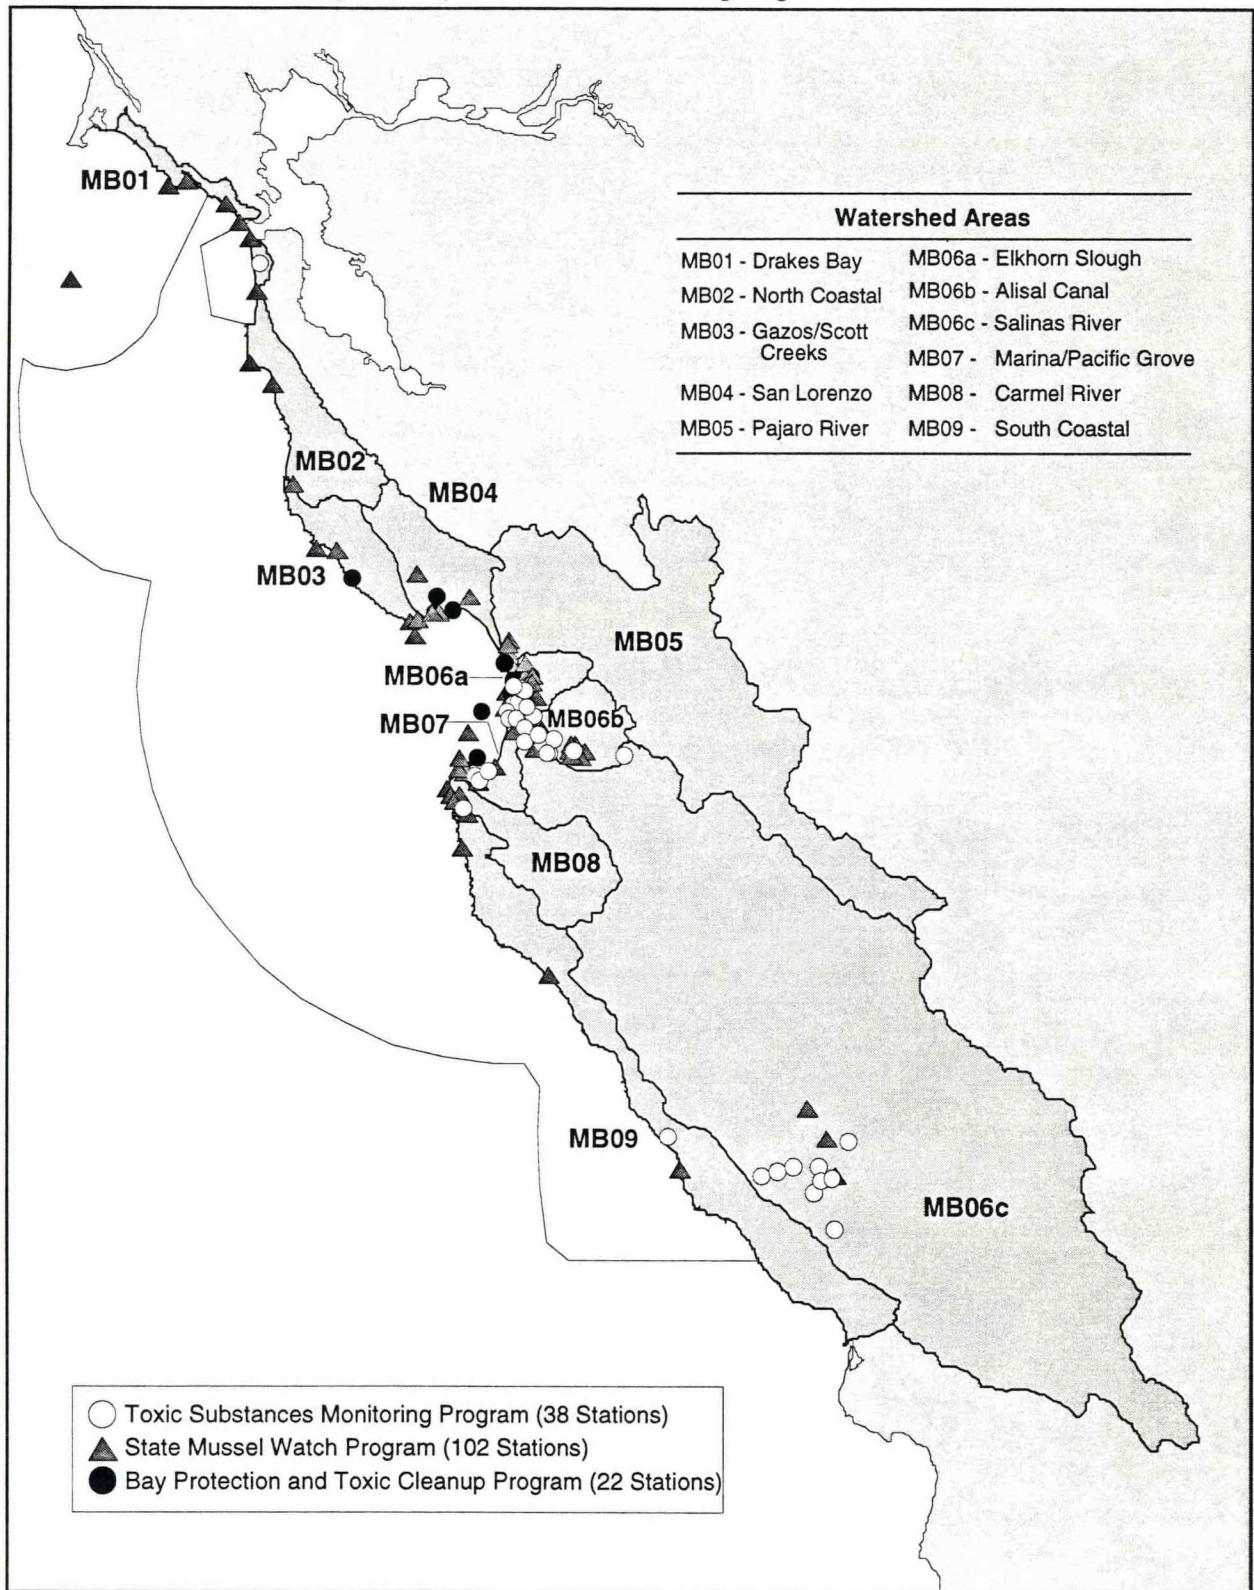 MB01
Watershed Areas
MB01 - Drakes Bay
MB02 - North Coastal
MB03 - Gazos/Scott
Creeks
MB04 - San Lorenzo
MB05 - Pajaro River
MB06a - Elkhorn Slough
MB06b - Alisal Canal
MB06c - Salinas River
MB07 - Marina/Pacific Grove
MB08 - Carmel River
MB09 - South Coastal
MB02
MB04
MB03
MB05
MB06a
MB06b
MB07
MB08
MB09
MB06c
Toxic Substances Monitoring Program (38 Stations)
State Mussel Watch Program (102 Stations)
Bay Protection and Toxic Cleanup Program (22 Stations)